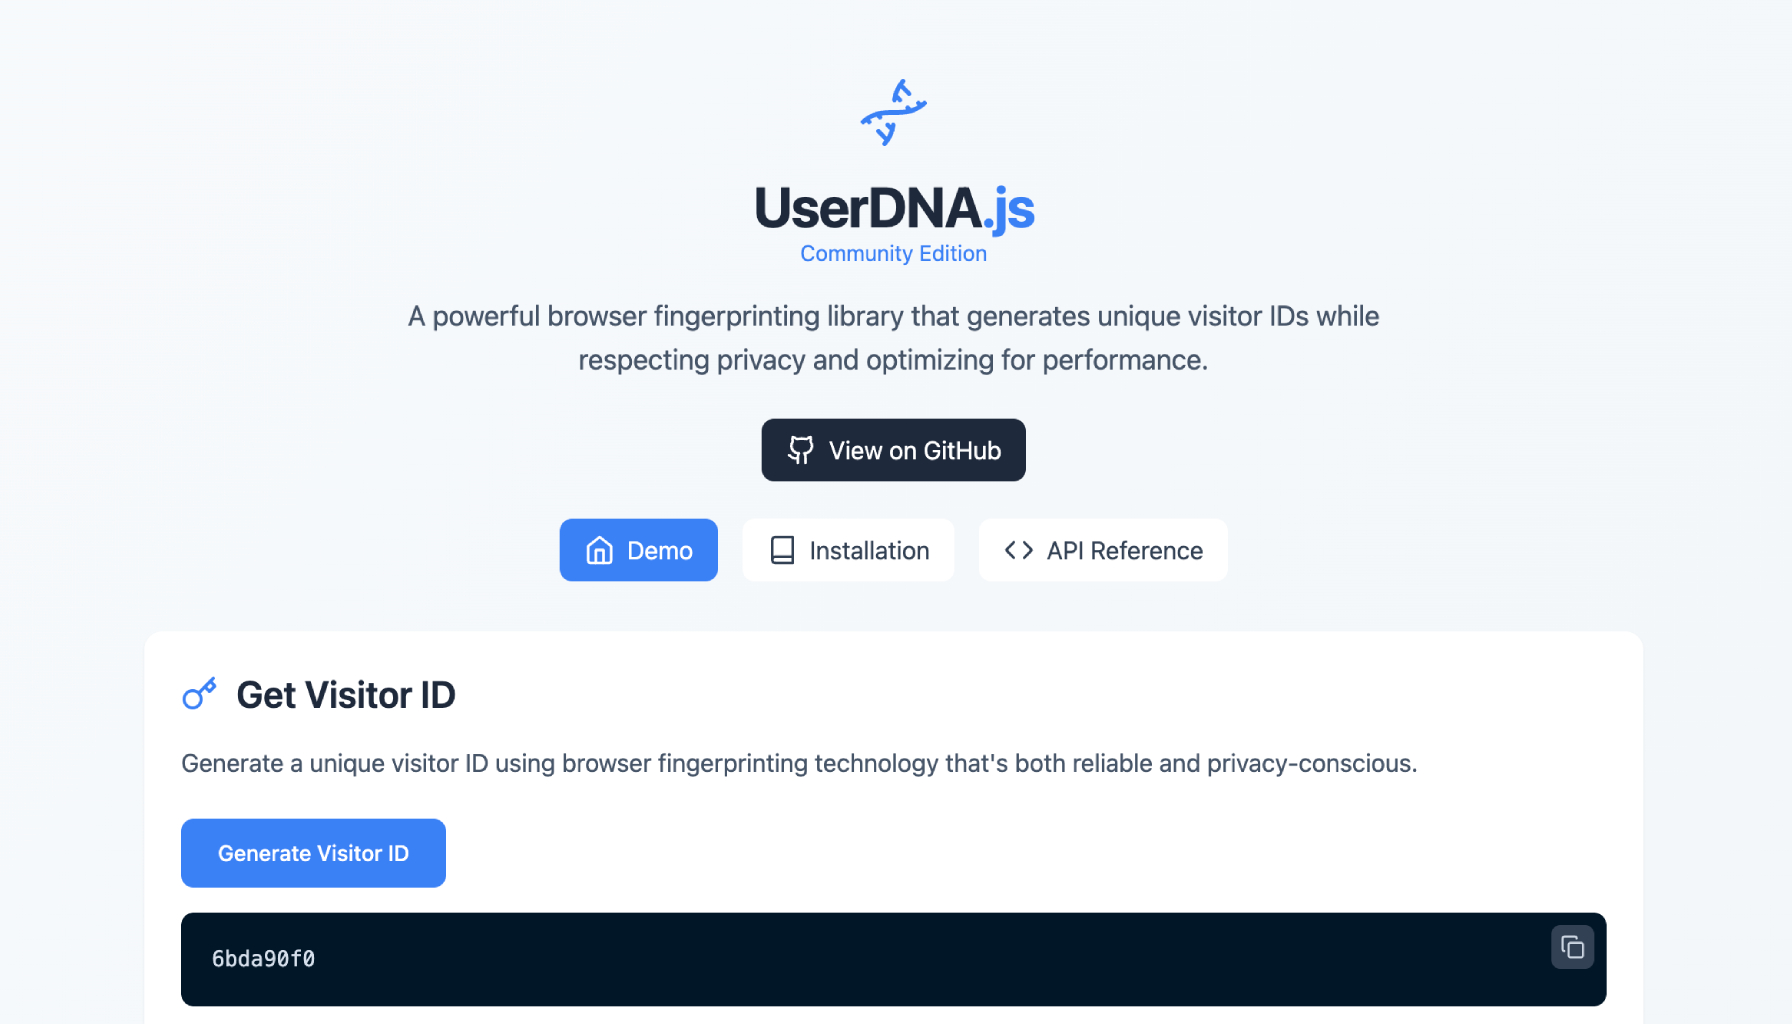 UserDNA.js
Community Edition
A powerful browser fingerprinting library that generates unique visitor IDs while
respecting privacy and optimizing for performance.
View on GitHub
Demo
Installation
API Reference
Get Visitor ID
Generate a unique visitor ID using browser fingerprinting technology that's both reliable and privacy-conscious.
Generate Visitor ID
6bda90f0